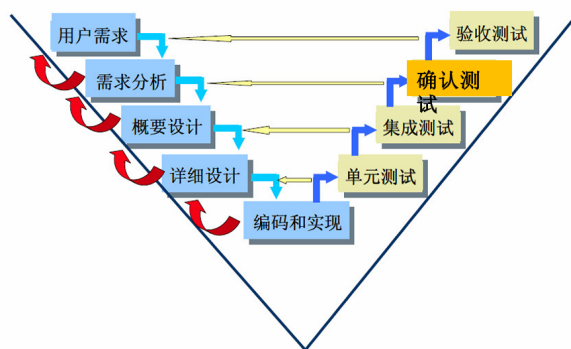 用户需求
验收测试
需求分析
确认测
试
概要设计
集成测试
详细设计
单元测试
编码和实现